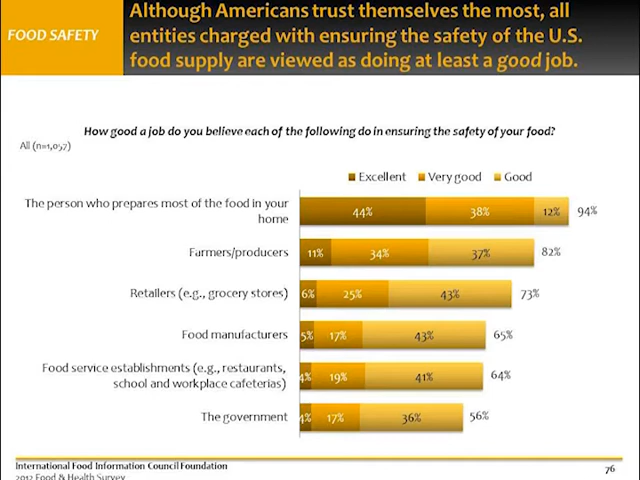 FOOD SAFETY
Although Americans trust themselves the most, all
entities charged with ensuring the safety of the U.S.
food supply are viewed as doing at least a good job.
How good a job do you believe each of the following do in ensuring the safety of your food?
All (n=1,057)
Excellent Very good Good
The person who prepares most of the food in your
home
44% 38% 12% 94%
Farmers/producers 11% 34% 37% 82%
Retailers (e.g., grocery stores) 6% 25% 43% 73%
Food manufacturers 5% 17% 43% 65%
Food service establishments (e.g., restaurants,
school and workplace cafeterias)
4% 19% 41% 64%
The government 4% 17% 36% 56%
International Food Information Council Foundation
2012 Food & Health Survey
76